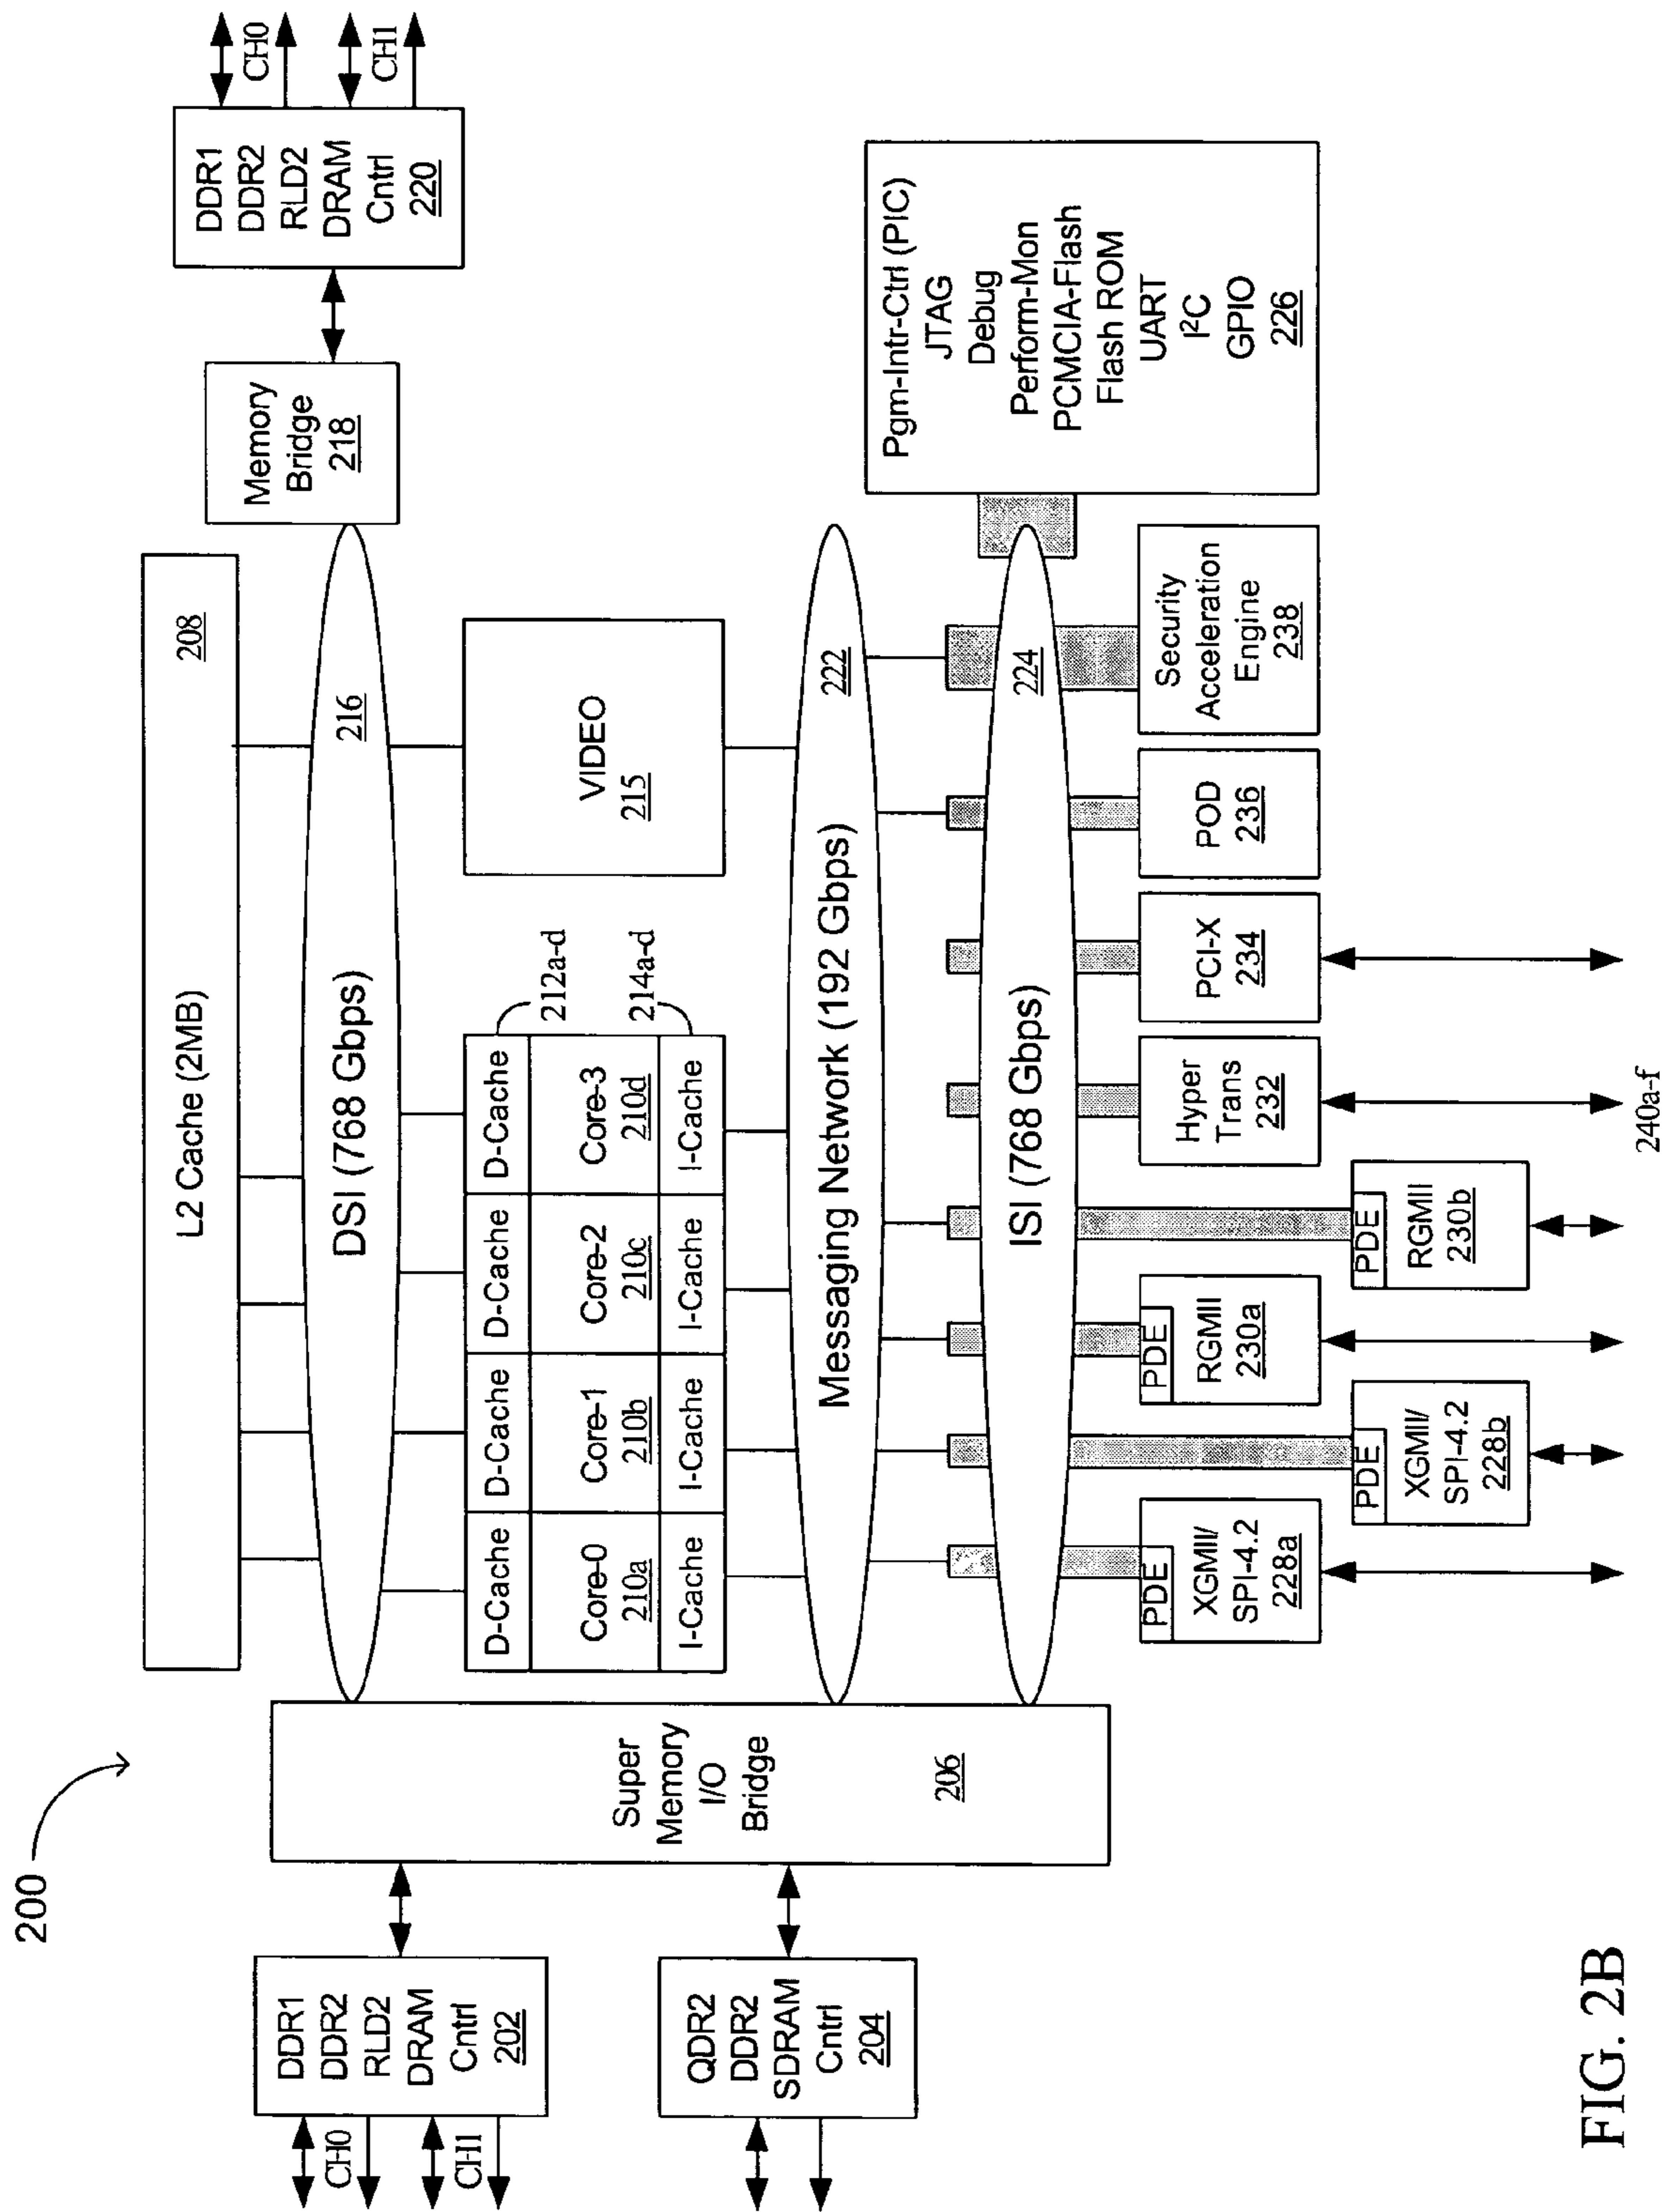 200
L2 Cache (2MB)
208
DDR1
DDR2
RLD2
DRAM
Cntrl
202
CH0
CH1
QDR2
DDR2
SDRAM
Cntrl
204
Super
Memory
I/O
Bridge
206
DSI (768 Gbps)
216
Memory
Bridge
218
DDR1
DDR2
RLD2
DRAM
Cntrl
220
CH0
CH1
D-Cache
D-Cache
D-Cache
D-Cache
212a-d
Core-0
210a
Core-1
210b
Core-2
210c
Core-3
210d
I-Cache
I-Cache
I-Cache
I-Cache
214a-d
VIDEO
215
Messaging Network (192 Gbps)
222
ISI (768 Gbps)
224
Pgm-Intr-Ctrl (PIC)
JTAG
Debug
Perform-Mon
PCMCIA-Flash
Flash ROM
UART
I²C
GPIO
226
PDE
XGMII/
SPI-4.2
228a
PDE
XGMII/
SPI-4.2
228b
PDE
RGMII
230a
PDE
RGMII
230b
Hyper
Trans
232
PCI-X
234
POD
236
Security
Acceleration
Engine
238
240a-f
FIG. 2B